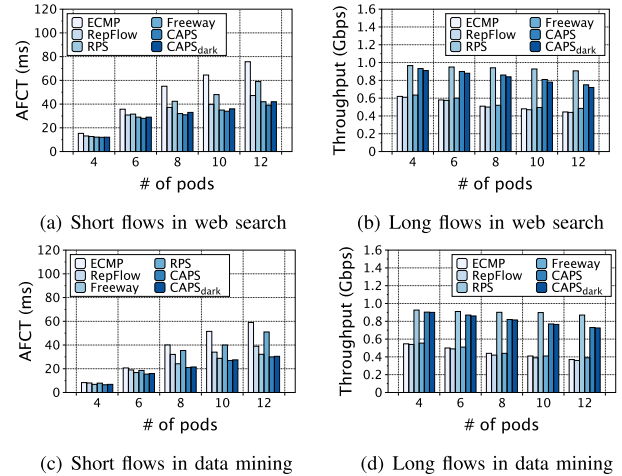 120
100
80
60
40
20
0
AFCT (ms)
ECMP
RepFlow
RPS
Freeway
CAPS
CAPSdark
4 6 8 10 12
# of pods
(a) Short flows in web search
1.6
1.4
1.2
1.0
0.8
0.6
0.4
0.2
0
Throughput (Gbps)
ECMP
RepFlow
RPS
Freeway
CAPS
CAPSdark
4 6 8 10 12
# of pods
(b) Long flows in web search
120
100
80
60
40
20
0
AFCT (ms)
ECMP
RepFlow
Freeway
RPS
CAPS
CAPSdark
4 6 8 10 12
# of pods
(c) Short flows in data mining
1.6
1.4
1.2
1.0
0.8
0.6
0.4
0.2
0
Throughput (Gbps)
ECMP
RepFlow
RPS
Freeway
CAPS
CAPSdark
4 6 8 10 12
# of pods
(d) Long flows in data mining